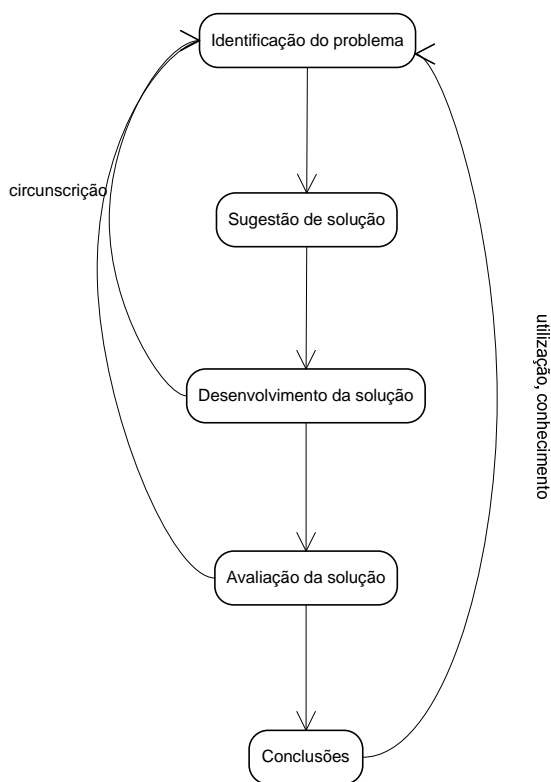 Identificação do problema
circunscrição
Sugestão de solução
utilização, conhecimento
Desenvolvimento da solução
Avaliação da solução
Conclusões